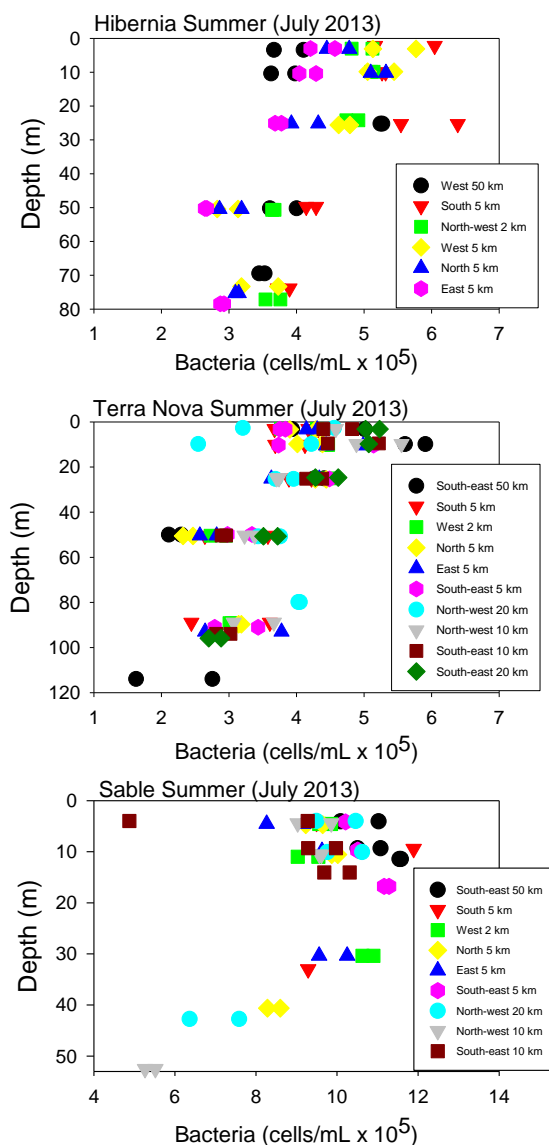 Hibernia Summer (July 2013)
Depth (m)
0
10
20
30
40
50
60
70
80
West 50 km
South 5 km
North-west 2 km
West 5 km
North 5 km
East 5 km
1 2 3 4 5 6 7
Bacteria (cells/mL x 10⁵)
Terra Nova Summer (July 2013)
Depth (m)
0
20
40
60
80
100
120
South-east 50 km
South 5 km
West 2 km
North 5 km
East 5 km
South-east 5 km
North-west 20 km
North-west 10 km
South-east 10 km
South-east 20 km
1 2 3 4 5 6 7
Bacteria (cells/mL x 10⁵)
Sable Summer (July 2013)
Depth (m)
0
10
20
30
40
50
South-east 50 km
South 5 km
West 2 km
North 5 km
East 5 km
South-east 5 km
North-west 20 km
North-west 10 km
South-east 10 km
4 6 8 10 12 14
Bacteria (cells/mL x 10⁵)